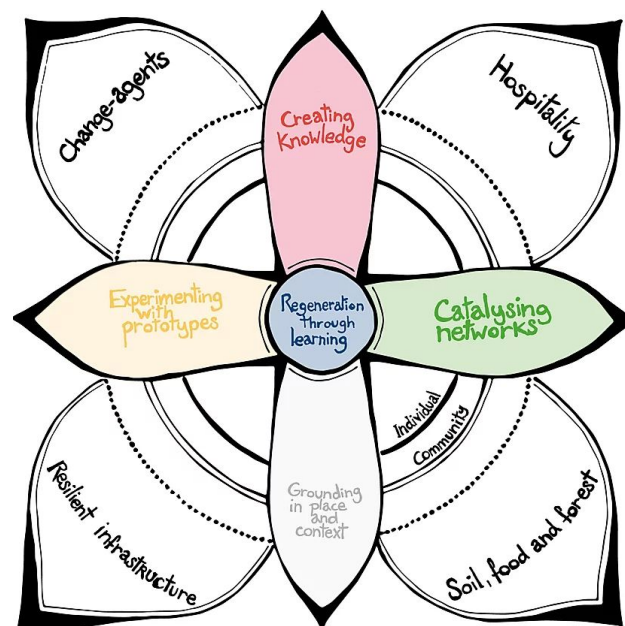 Change-agents
Hospitality
Creating
Knowledge
Experimenting
with
prototypes
Regeneration
through
learning
Catalysing
networks
Individual
Community
Grounding
in place
and
context
Resilient infrastructure
Soil, food and forest